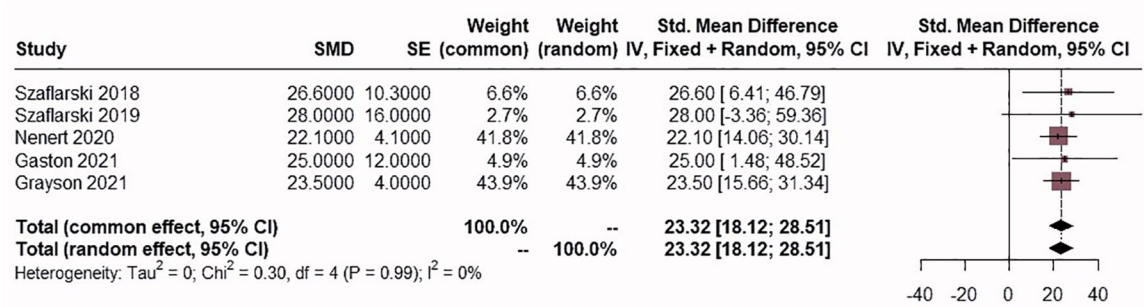 Weight Weight Std. Mean Difference Std. Mean Difference
Study SMD SE (common) (random) IV, Fixed + Random, 95% CI IV, Fixed + Random, 95% CI
Szaflarski 2018 26.6000 10.3000 6.6% 6.6% 26.60 [ 6.41; 46.79]
Szaflarski 2019 28.0000 16.0000 2.7% 2.7% 28.00 [-3.36; 59.36]
Nenert 2020 22.1000 4.1000 41.8% 41.8% 22.10 [14.06; 30.14]
Gaston 2021 25.0000 12.0000 4.9% 4.9% 25.00 [ 1.48; 48.52]
Grayson 2021 23.5000 4.0000 43.9% 43.9% 23.50 [15.66; 31.34]
Total (common effect, 95% CI) 100.0% -- 23.32 [18.12; 28.51]
Total (random effect, 95% CI) -- 100.0% 23.32 [18.12; 28.51]
Heterogeneity: Tau² = 0; Chi² = 0.30, df = 4 (P = 0.99); I² = 0%
-40 -20 0 20 40